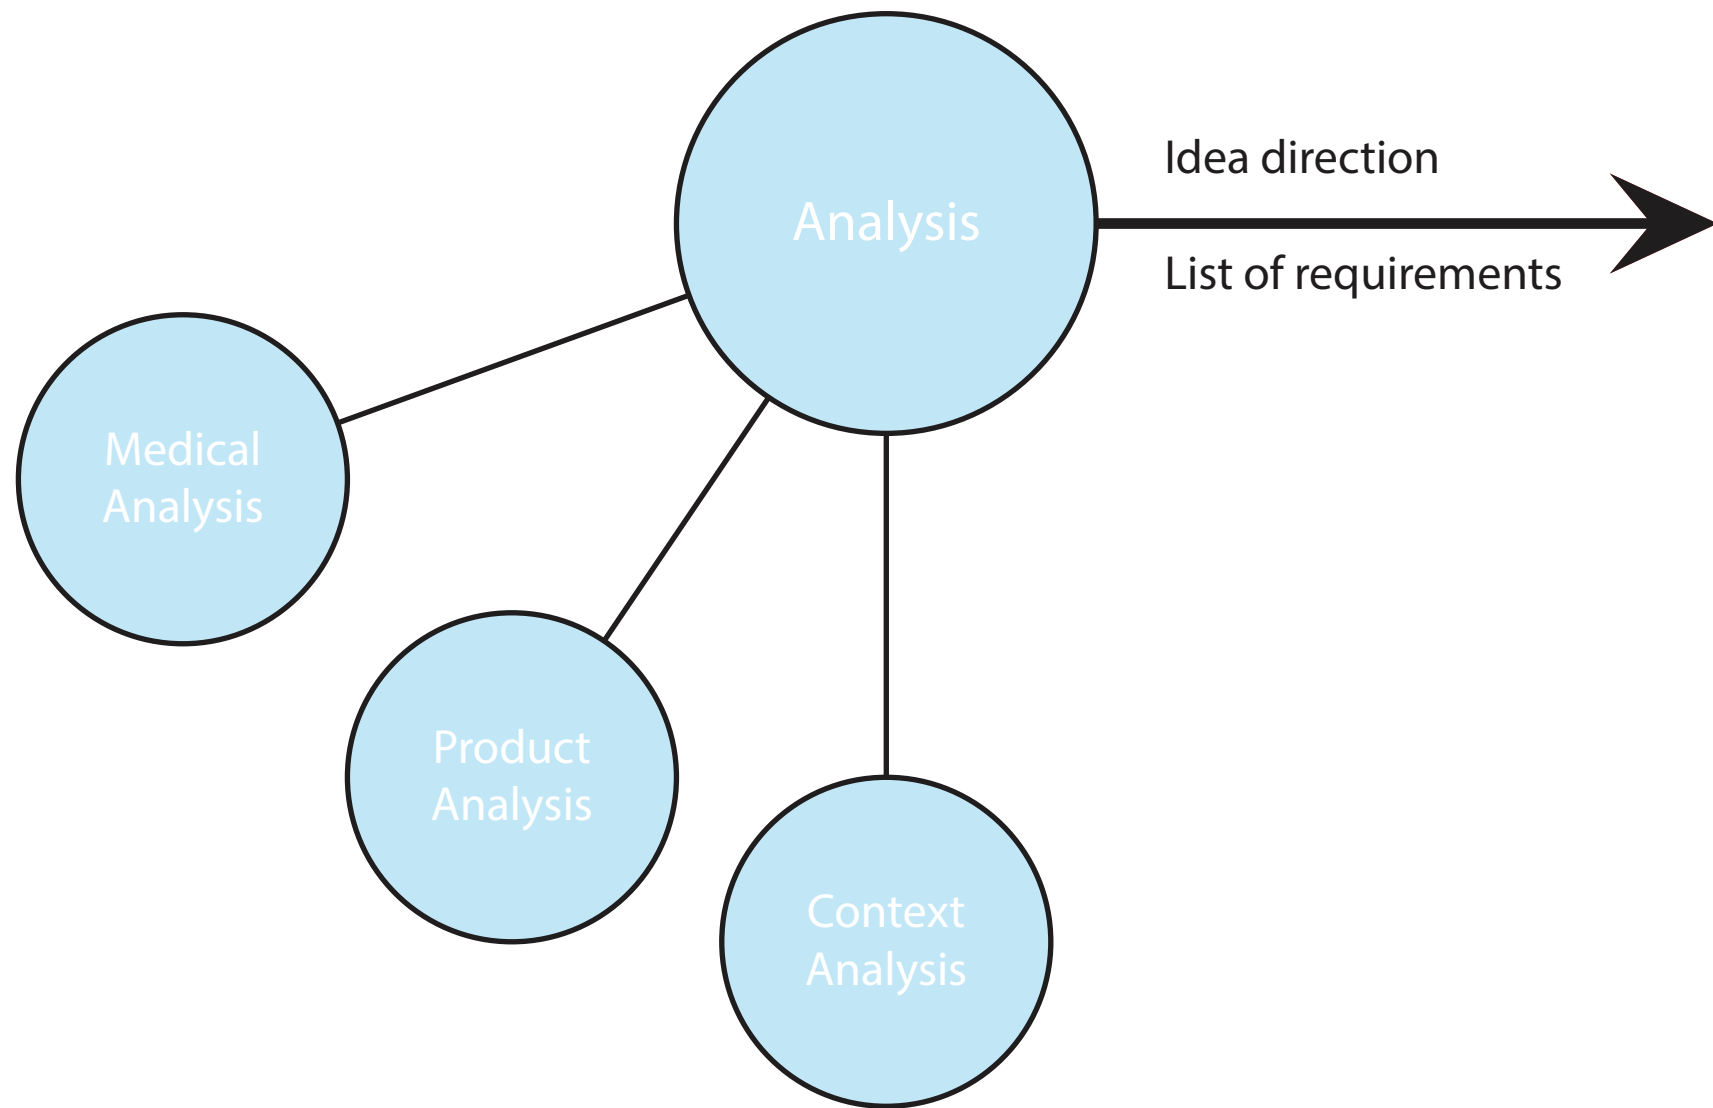 Analysis
Idea direction
List of requirements
Medical
Analysis
Product
Analysis
Context
Analysis